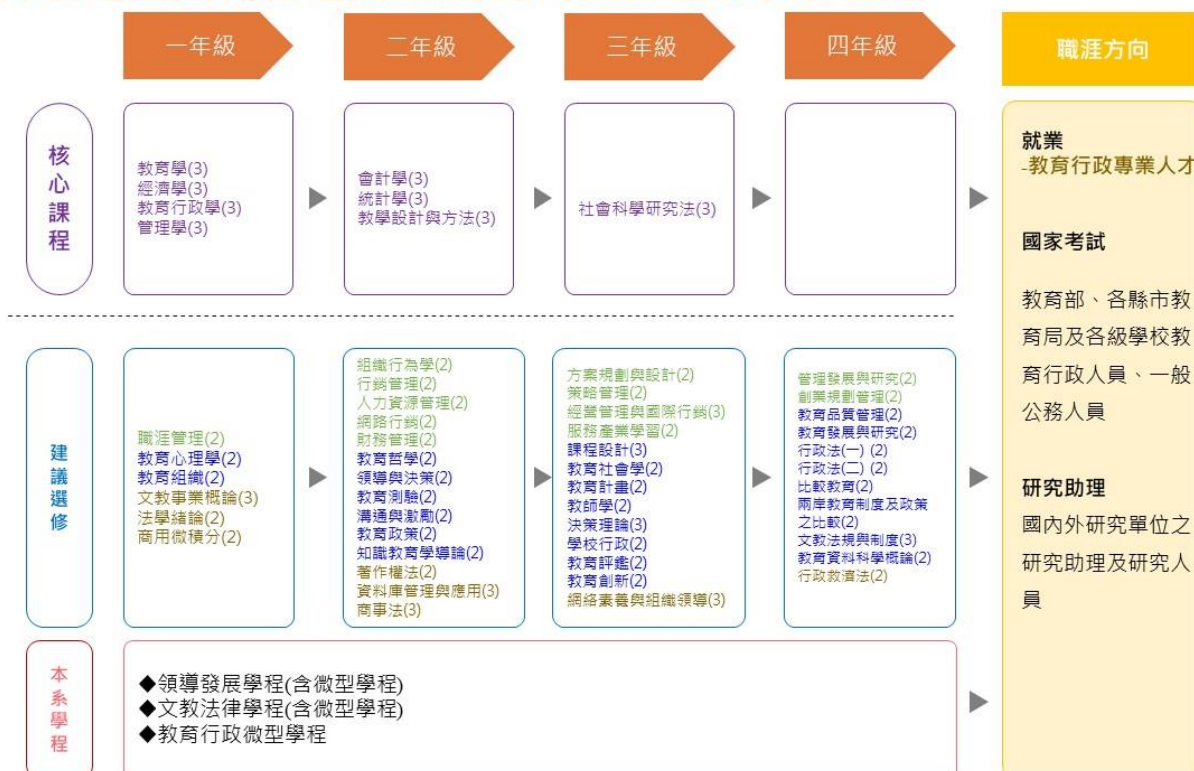 一年級
二年級
三年級
四年級
職涯方向
核
心
課
程
教育學(3)
經濟學(3)
教育行政學(3)
管理學(3)
會計學(3)
統計學(3)
教學設計與方法(3)
社會科學研究法(3)
建
議
選
修
職涯管理(2)
教育心理學(2)
教育組織(2)
文教事業概論(3)
法學緒論(2)
商用微積分(2)
組織行為學(2)
行銷管理(2)
人力資源管理(2)
網路行銷(2)
財務管理(2)
教育哲學(2)
領導與決策(2)
教育測驗(2)
溝通與激勵(2)
教育政策(2)
知識教育學導論(2)
著作權法(2)
資料庫管理與應用(3)
商事法(3)
方案規劃與設計(2)
策略管理(2)
經營管理與國際行銷(3)
服務產業學習(2)
課程設計(3)
教育社會學(2)
教育計畫(2)
教師學(2)
決策理論(3)
學校行政(2)
教育評鑑(2)
教育創新(2)
網絡素養與組織領導(3)
管理發展與研究(2)
創業規劃管理(2)
教育品質管理(2)
教育發展與研究(2)
行政法(一) (2)
行政法(二) (2)
比較教育(2)
兩岸教育制度及政策
之比較(2)
文教法規與制度(3)
教育資料科學概論(2)
行政救濟法(2)
本
系
學
程
◆領導發展學程(含微型學程)
◆文教法律學程(含微型學程)
◆教育行政微型學程
就業
-教育行政專業人才
國家考試
教育部、各縣市教
育局及各級學校教
育行政人員、一般
公務人員
研究助理
國內外研究單位之
研究助理及研究人
員